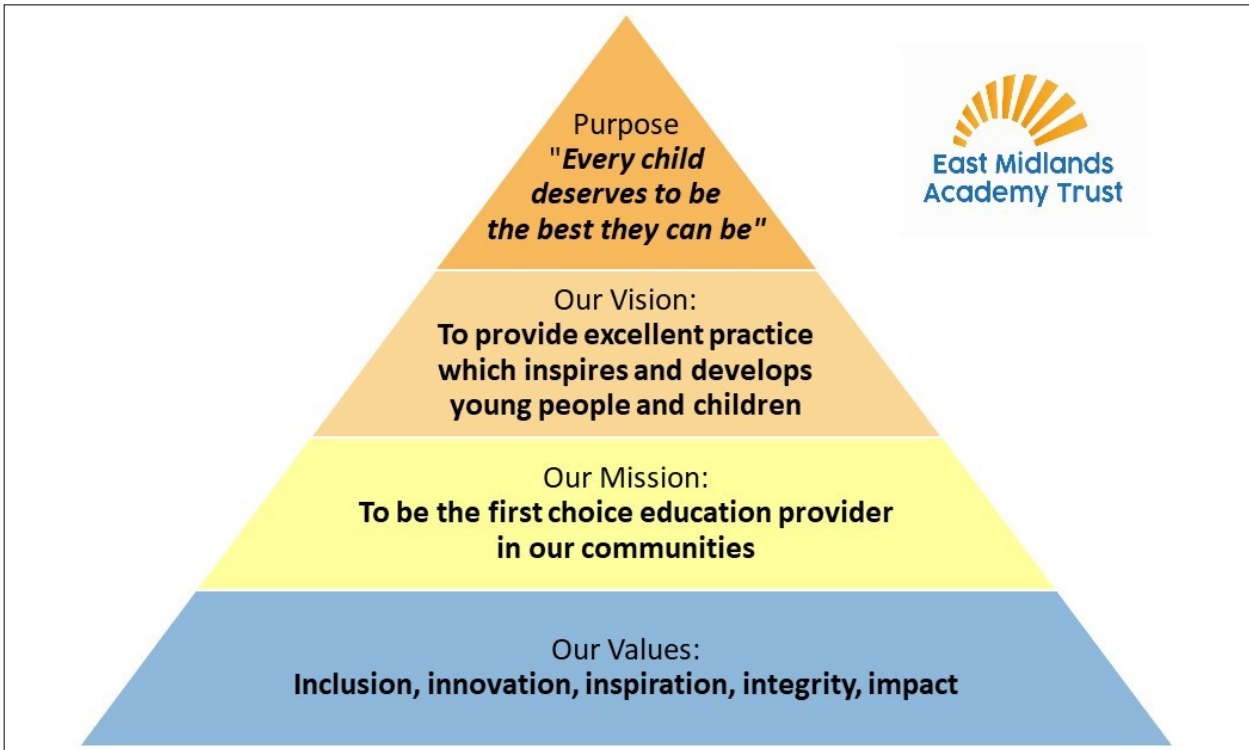 Purpose
"Every child
deserves to be
the best they can be"
East Midlands
Academy Trust
Our Vision:
To provide excellent practice
which inspires and develops
young people and children
Our Mission:
To be the first choice education provider
in our communities
Our Values:
Inclusion, innovation, inspiration, integrity, impact